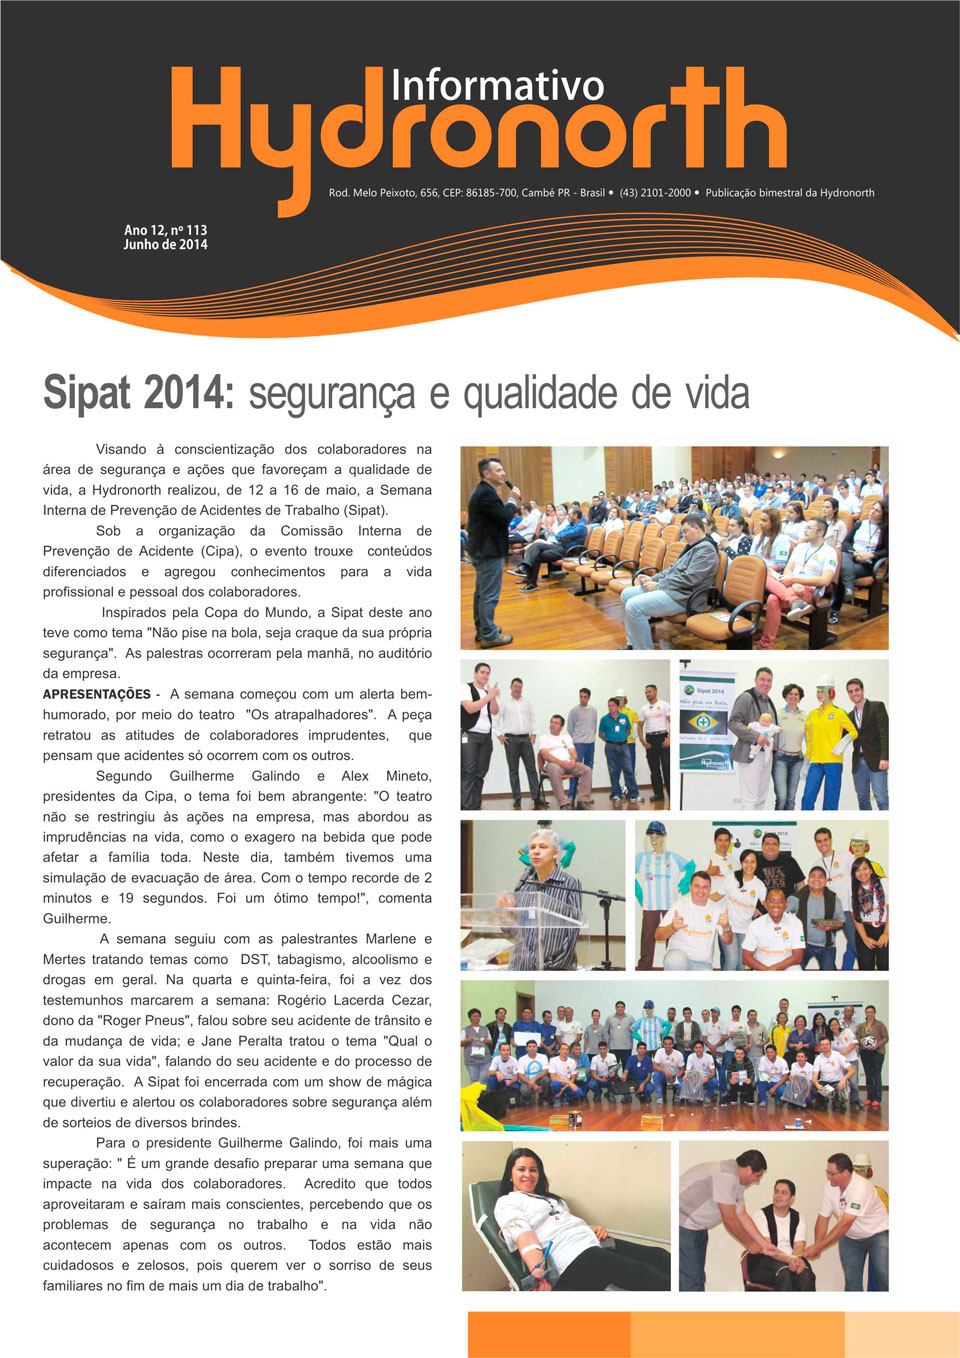 Informativo
Hydronorth
Rod. Melo Peixoto, 656, CEP: 86185-700, Cambé PR - Brasil • (43) 2101-2000 • Publicação bimestral da Hydronorth
Ano 12, nº 113
Junho de 2014
Sipat 2014: segurança e qualidade de vida
Visando à conscientização dos colaboradores na
área de segurança e ações que favoreçam a qualidade de
vida, a Hydronorth realizou, de 12 a 16 de maio, a Semana
Interna de Prevenção de Acidentes de Trabalho (Sipat).
Sob a organização da Comissão Interna de
Prevenção de Acidente (Cipa), o evento trouxe conteúdos
diferenciados e agregou conhecimentos para a vida
profissional e pessoal dos colaboradores.
Inspirados pela Copa do Mundo, a Sipat deste ano
teve como tema "Não pise na bola, seja craque da sua própria
segurança". As palestras ocorreram pela manhã, no auditório
da empresa.
APRESENTAÇÕES - A semana começou com um alerta bem-
humorado, por meio do teatro "Os atrapalhadores". A peça
retratou as atitudes de colaboradores imprudentes, que
pensam que acidentes só ocorrem com os outros.
Segundo Guilherme Galindo e Alex Mineto,
presidentes da Cipa, o tema foi bem abrangente: "O teatro
não se restringiu às ações na empresa, mas abordou as
imprudências na vida, como o exagero na bebida que pode
afetar a família toda. Neste dia, também tivemos uma
simulação de evacuação de área. Com o tempo recorde de 2
minutos e 19 segundos. Foi um ótimo tempo!", comenta
Guilherme.
A semana seguiu com as palestrantes Marlene e
Mertes tratando temas como DST, tabagismo, alcoolismo e
drogas em geral. Na quarta e quinta-feira, foi a vez dos
testemunhos marcarem a semana: Rogério Lacerda Cezar,
dono da "Roger Pneus", falou sobre seu acidente de trânsito e
da mudança de vida; e Jane Peralta tratou o tema "Qual o
valor da sua vida", falando do seu acidente e do processo de
recuperação. A Sipat foi encerrada com um show de mágica
que divertiu e alertou os colaboradores sobre segurança além
de sorteios de diversos brindes.
Para o presidente Guilherme Galindo, foi mais uma
superação: " É um grande desafio preparar uma semana que
impacte na vida dos colaboradores. Acredito que todos
aproveitaram e saíram mais conscientes, percebendo que os
problemas de segurança no trabalho e na vida não
acontecem apenas com os outros. Todos estão mais
cuidadosos e zelosos, pois querem ver o sorriso de seus
familiares no fim de mais um dia de trabalho".
Sipat 2014
Não pise na bola,
Hydronorth
Sipat 2014